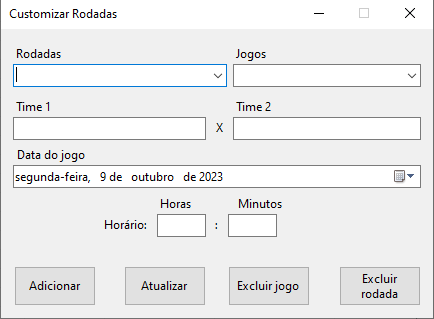 Customizar Rodadas
Rodadas Jogos
Time 1 Time 2
X
Data do jogo
segunda-feira, 9 de outubro de 2023
Horas Minutos
Horário: :
Adicionar Atualizar Excluir jogo Excluir
rodada